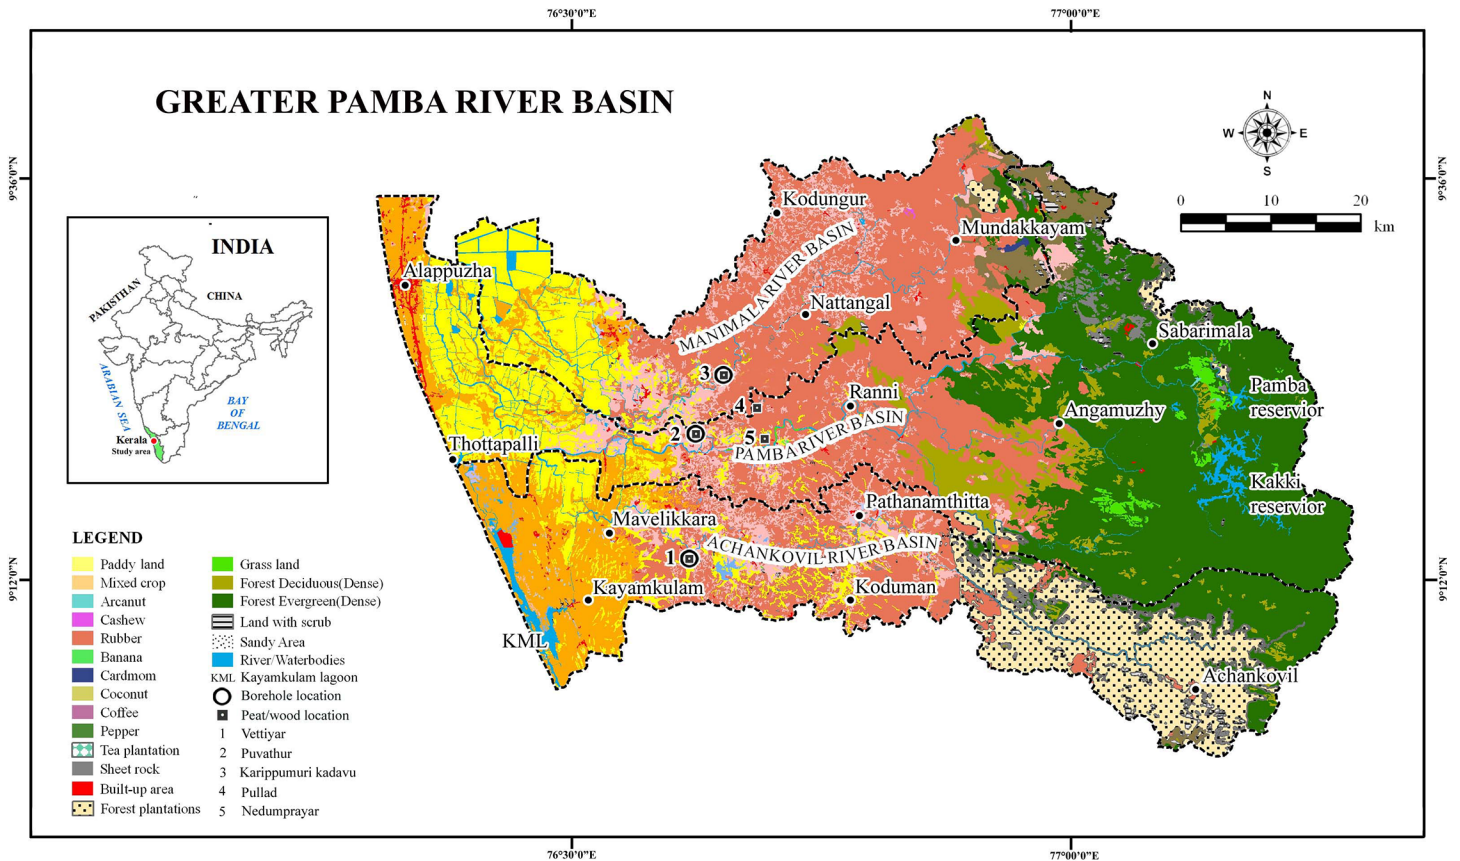 76°30'0"E
77°00'0"E
GREATER PAMBA RIVER BASIN
N
W
E
S
9°36'0"N
9°36'0"N
0
10
20
km
Kodungur
Mundakkayam
MANIMALA RIVER BASIN
INDIA
PAKISTHAN
CHINA
ARABIAN SEA
BAY
OF
BENGAL
Kerala
Study area
Alappuzha
Nattangal
Sabarimala
3
4
Ranni
Pamba
reservior
Angamuzhy
2
5
PAMBA RIVER BASIN
Thottapalli
Kakki
reservior
Pathanamthitta
Mavelikkara
ACHANKOVIL RIVER BASIN
1
Kayamkulam
Koduman
KML
Achankovil
9°12'0"N
9°12'0"N
LEGEND
Paddy land
Mixed crop
Arcanut
Cashew
Rubber
Banana
Cardmom
Coconut
Coffee
Pepper
Tea plantation
Sheet rock
Built-up area
Forest plantations
Grass land
Forest Deciduous(Dense)
Forest Evergreen(Dense)
Land with scrub
Sandy Area
River/Waterbodies
KML Kayamkulam lagoon
Borehole location
Peat/wood location
1 Vettiyar
2 Puvathur
3 Karippumuri kadavu
4 Pullad
5 Nedumprayar
76°30'0"E
77°00'0"E